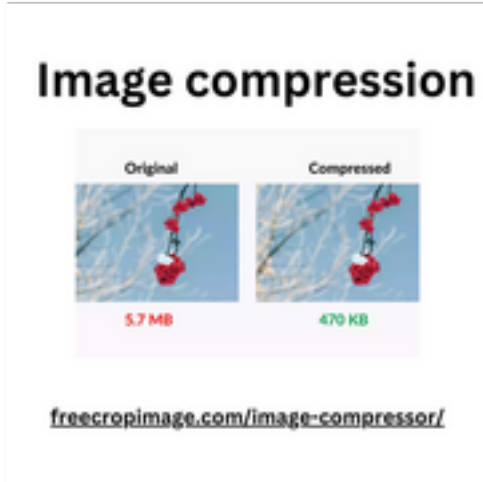 Image compression
Original Compressed
5.7 MB 470 KB
freecropimage.com/image-compressor/